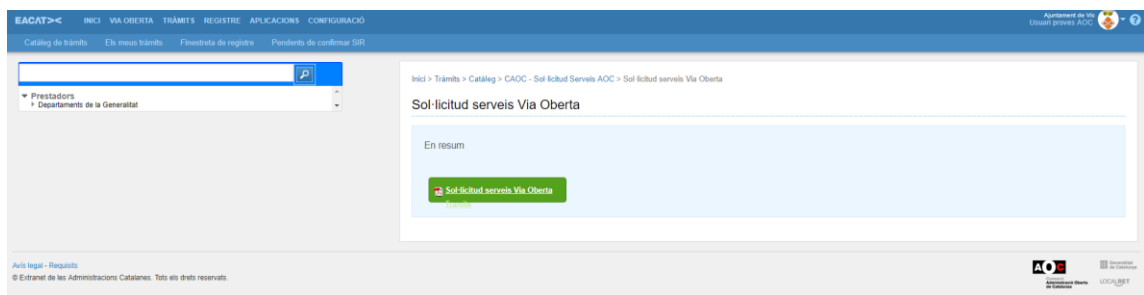 EACAT INICI VIA OBERTA TRÀMITS REGISTRE APLICACIONS CONFIGURACIÓ
Ajuntament de Vic
Usuari proves AOC
Catàleg de tràmits Els meus tràmits Finestreta de registre Pendents de confirmar SIR
Prestadors
Departaments de la Generalitat
Inici > Tràmits > Catàleg > CAOC - Sol·licitud Serveis AOC > Sol·licitud serveis Via Oberta
Sol·licitud serveis Via Oberta
En resum
Sol·licitud serveis Via Oberta
Tramita
Avís legal - Requisits
© Extranet de les Administracions Catalanes. Tots els drets reservats.
AOC
Consorci
Administració Oberta
de Catalunya
Generalitat
de Catalunya
LOCALRET